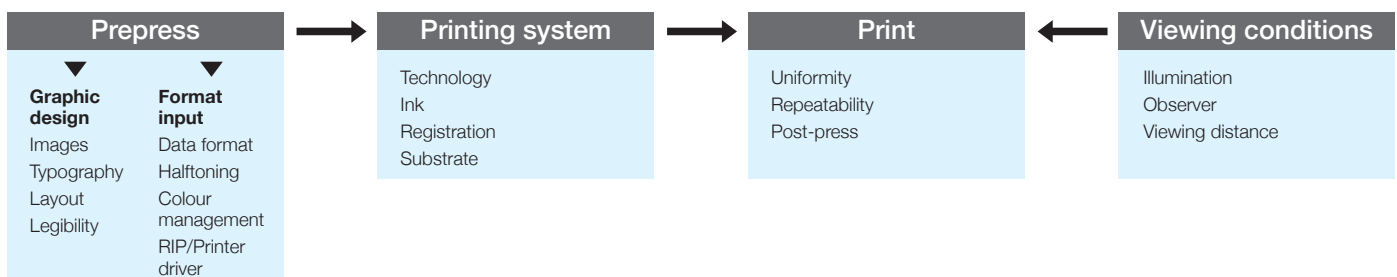 Prepress
Graphic
design
Images
Typography
Layout
Legibility
Format
input
Data format
Halftoning
Colour
management
RIP/Printer
driver
Printing system
Technology
Ink
Registration
Substrate
Print
Uniformity
Repeatability
Post-press
Viewing conditions
Illumination
Observer
Viewing distance